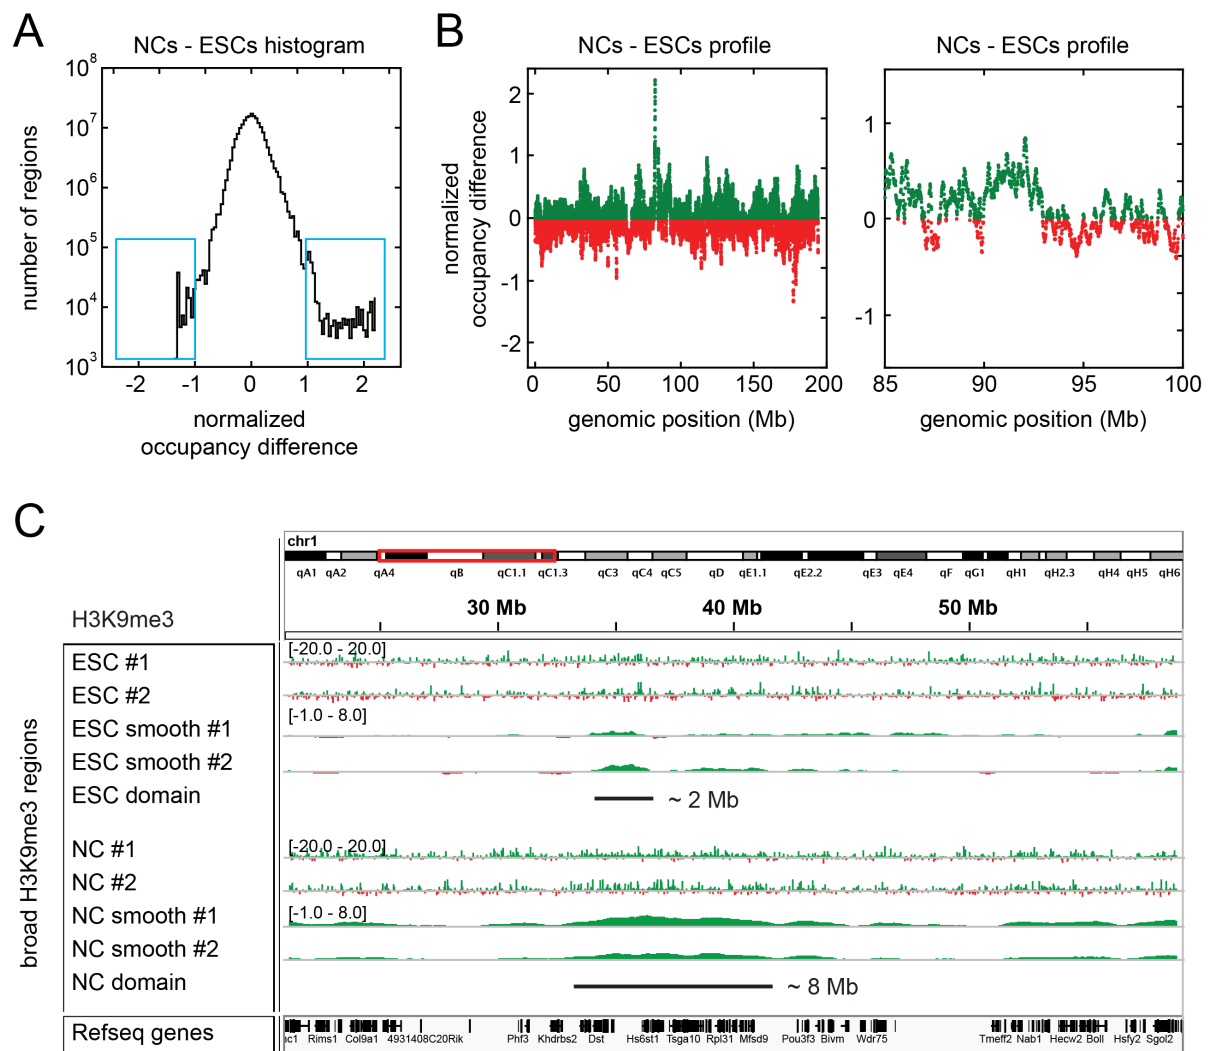 A
NCs - ESCs histogram
number of regions
10^8
10^7
10^6
10^5
10^4
10^3
-2 -1 0 1 2
normalized
occupancy difference
B
NCs - ESCs profile
normalized
occupancy difference
2
1
0
-1
-2
0 50 100 150 200
genomic position (Mb)
NCs - ESCs profile
1
0
-1
85 90 95 100
genomic position (Mb)
C
chr1
qA1 qA2 qA4 qB qC1.1 qC1.3 qC3 qC4 qC5 qD qE1.1 qE2.2 qE3 qE4 qF qG1 qH1 qH2.3 qH4 qH5 qH6
30 Mb 40 Mb 50 Mb
H3K9me3
broad H3K9me3 regions
ESC #1 [-20.0 - 20.0]
ESC #2
ESC smooth #1 [-1.0 - 8.0]
ESC smooth #2
ESC domain ~ 2 Mb
NC #1 [-20.0 - 20.0]
NC #2
NC smooth #1 [-1.0 - 8.0]
NC smooth #2
NC domain ~ 8 Mb
Refseq genes
Rims1 Col9a1 4931408C20Rik Phf3 Khdrbs2 Dst Hs6st1 Tsga10 Rpl31 Mfsd9 Pou3f3 Bivm Wdr75 Tmeff2 Nab1 Hecw2 Boll Hsfy2 Sgol2